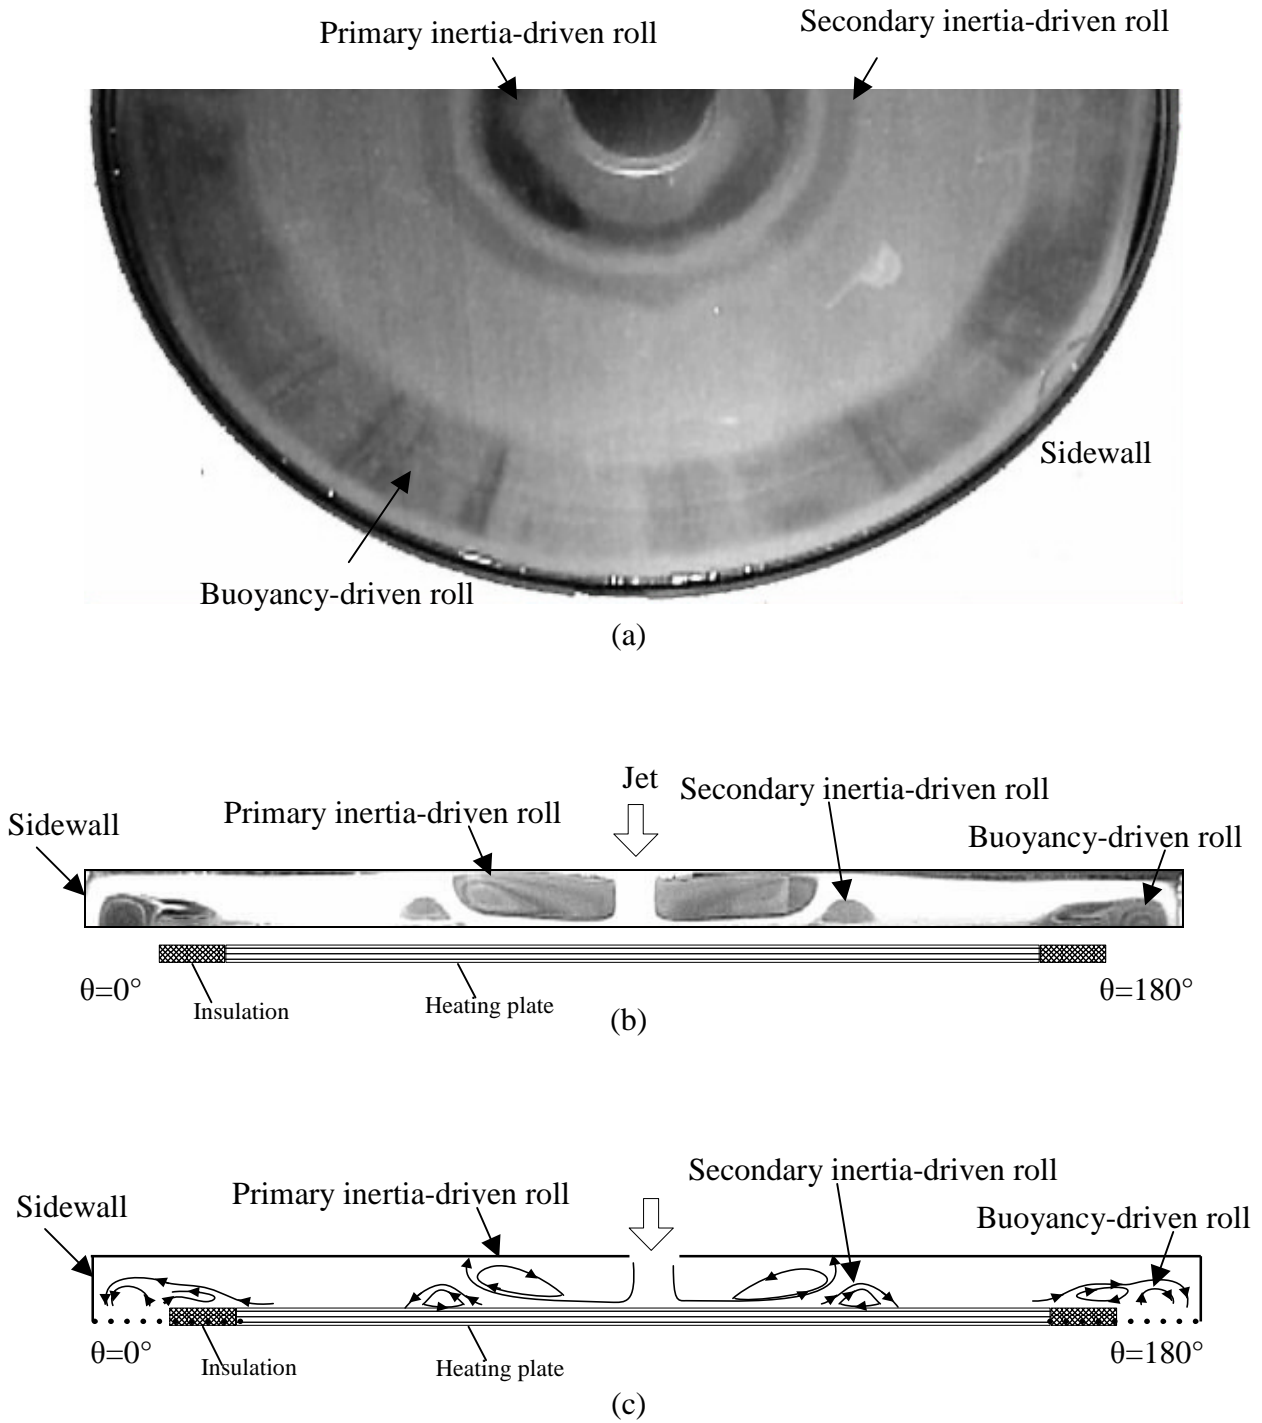 Primary inertia-driven roll
Secondary inertia-driven roll
Sidewall
Buoyancy-driven roll
(a)
Jet
Secondary inertia-driven roll
Primary inertia-driven roll
Sidewall
Buoyancy-driven roll
θ=0°
Insulation
Heating plate
θ=180°
(b)
Secondary inertia-driven roll
Primary inertia-driven roll
Sidewall
Buoyancy-driven roll
θ=0°
Insulation
Heating plate
θ=180°
(c)